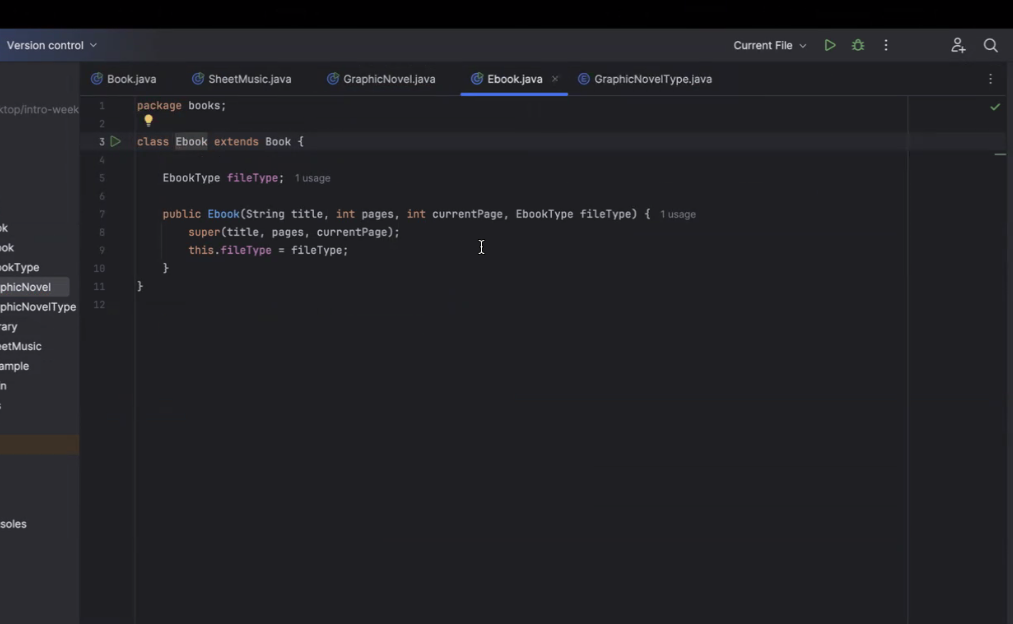 Version control
Current File
Book.java
SheetMusic.java
GraphicNovel.java
Ebook.java
GraphicNovelType.java
ktop/intro-week
ok
ook
ookType
phicNovel
phicNovelType
rary
eetMusic
ample
n
s
soles
1 package books;
2
3 class Ebook extends Book {
4
5 EbookType fileType; 1 usage
6
7 public Ebook(String title, int pages, int currentPage, EbookType fileType) { 1 usage
8 super(title, pages, currentPage);
9 this.fileType = fileType;
10 }
11 }
12